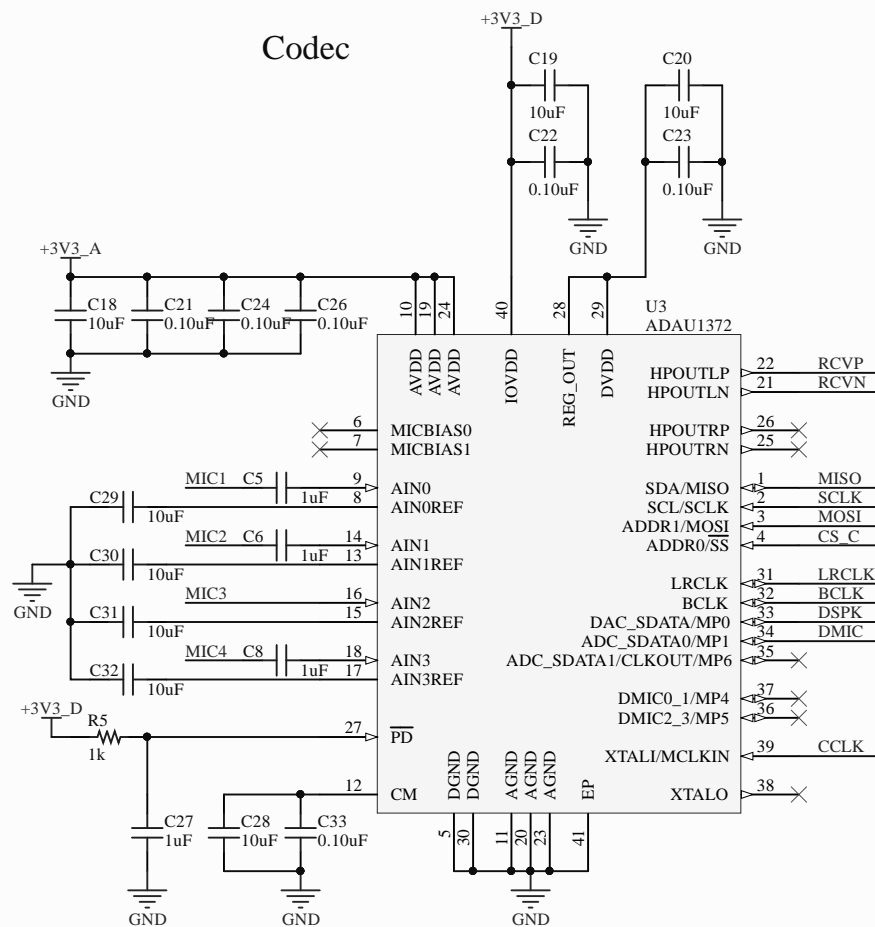 +3V3_D
Codec
C19
10uF
C22
0.10uF
GND
C20
10uF
C23
0.10uF
GND
+3V3_A
C18
10uF
C21
0.10uF
C24
0.10uF
C26
0.10uF
GND
10
19
24
40
28
29
U3
ADAU1372
AVDD
AVDD
AVDD
IOVDD
REG_OUT
DVDD
HPOUTLP 22 RCVP
HPOUTLN 21 RCVN
6 MICBIAS0
7 MICBIAS1
HPOUTRP 26
HPOUTRN 25
MIC1 C5 1uF 9 AIN0
C29 10uF 8 AIN0REF
MIC2 C6 1uF 14 AIN1
C30 10uF 13 AIN1REF
GND
MIC3 16 AIN2
C31 10uF 15 AIN2REF
MIC4 C8 1uF 18 AIN3
C32 10uF 17 AIN3REF
SDA/MISO 1 MISO
SCL/SCLK 2 SCLK
ADDR1/MOSI 3 MOSI
ADDR0/SS 4 CS_C
LRCLK 31 LRCLK
BCLK 32 BCLK
DAC_SDATA/MP0 33 DSPK
ADC_SDATA0/MP1 34 DMIC
ADC_SDATA1/CLKOUT/MP6 35
DMIC0_1/MP4 37
DMIC2_3/MP5 36
XTALI/MCLKIN 39 CCLK
XTALO 38
+3V3_D
R5
1k
27 PD
12 CM
C27
1uF
GND
C28
10uF
C33
0.10uF
GND
DGND
DGND
AGND
AGND
AGND
EP
5
30
11
20
23
41
GND